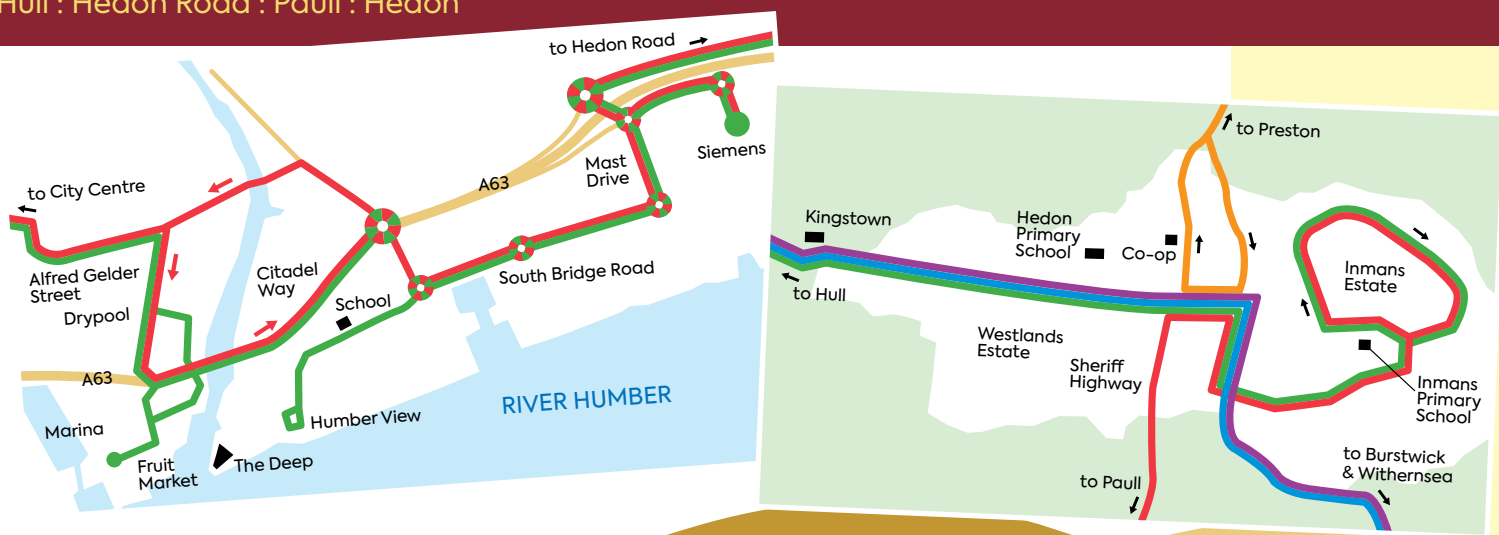 Hull : Hedon Road : Paull : Hedon
to Hedon Road
to City Centre
Alfred Gelder
Street
Drypool
A63
Marina
Fruit
Market
The Deep
Citadel
Way
School
Humber View
RIVER HUMBER
A63
Mast
Drive
Siemens
South Bridge Road
to Preston
Kingstown
Hedon
Primary
School
Co-op
to Hull
Inmans
Estate
Westlands
Estate
Sheriff
Highway
Inmans
Primary
School
to Paull
to Burstwick
& Withernsea